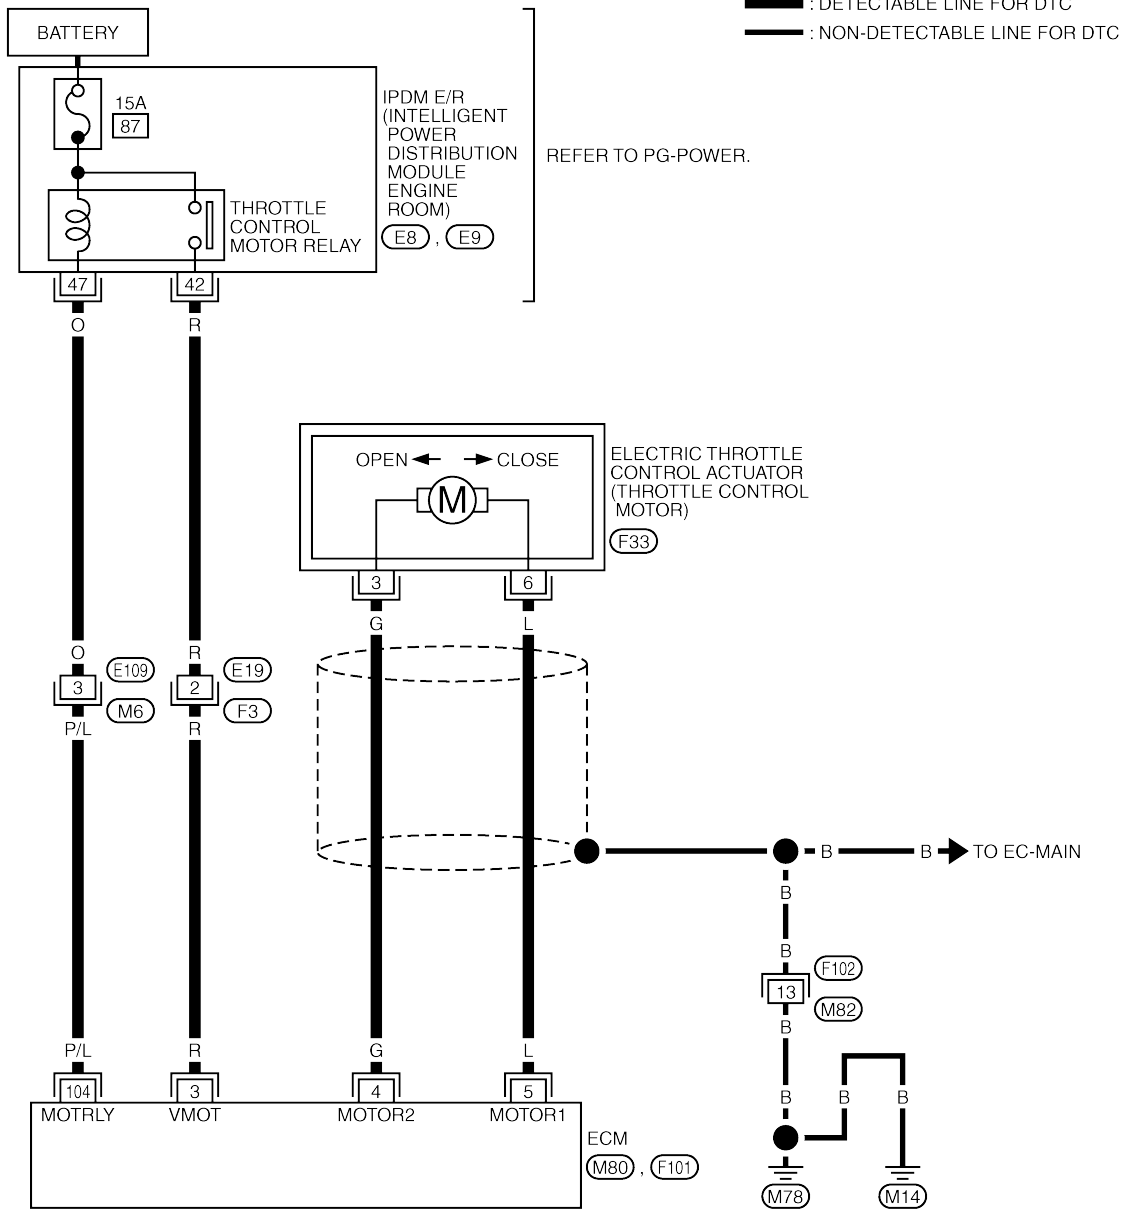 : DETECTABLE LINE FOR DTC
: NON-DETECTABLE LINE FOR DTC
BATTERY
15A
87
IPDM E/R
(INTELLIGENT
POWER
DISTRIBUTION
MODULE
ENGINE
ROOM)
E8 , E9
REFER TO PG-POWER.
THROTTLE
CONTROL
MOTOR RELAY
47 42
O R
OPEN CLOSE
M
ELECTRIC THROTTLE
CONTROL ACTUATOR
(THROTTLE CONTROL
MOTOR)
F33
3 6
G L
O R
E109 E19
3 2
M6 F3
P/L R
B B TO EC-MAIN
B
B
F102
13
M82
B
P/L R G L
104 3 4 5
B B B
MOTRLY VMOT MOTOR2 MOTOR1
ECM
M80 , F101
M78 M14